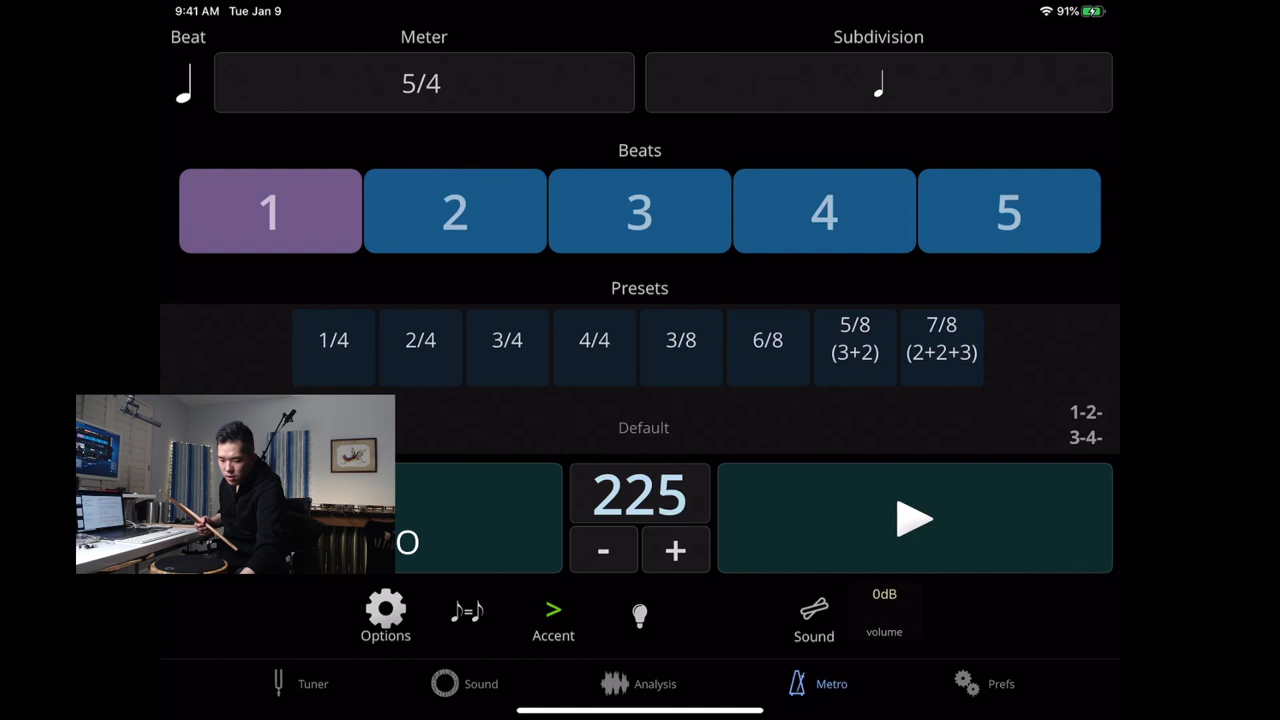 9:41 AM Tue Jan 9 91%
Beat Meter Subdivision
5/4
Beats
1 2 3 4 5
Presets
1/4 2/4 3/4 4/4 3/8 6/8 5/8 (3+2) 7/8 (2+2+3)
Default
1-2-
3-4-
225
o
- +
0dB
Options > Accent Sound volume
Tuner Sound Analysis Metro Prefs